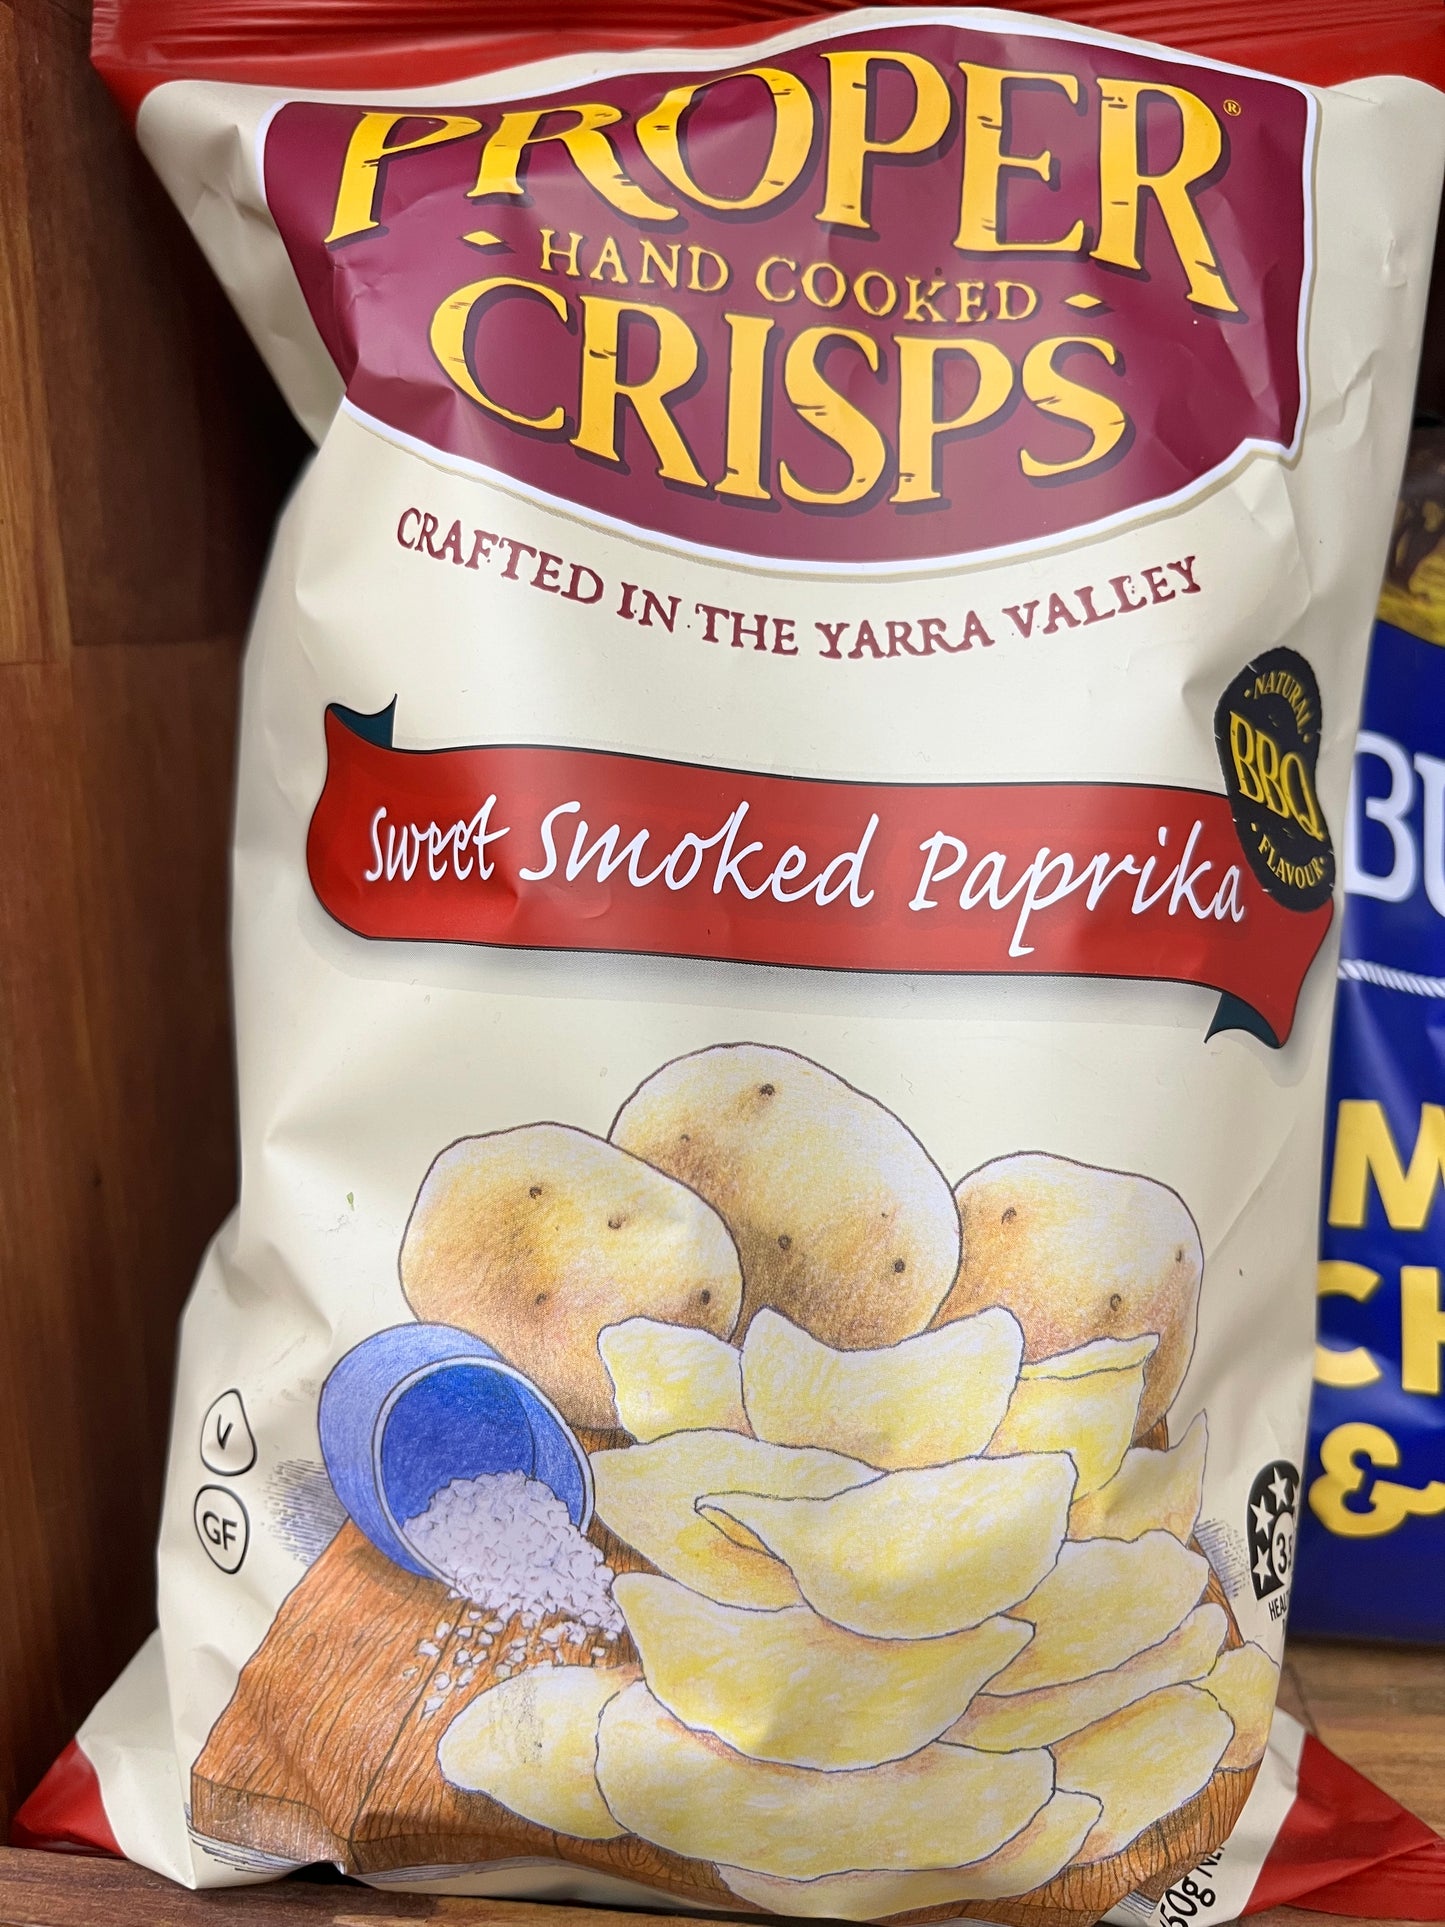 PROPER®
HAND COOKED
CRISPS
CRAFTED IN THE YARRA VALLEY
NATURAL
BBQ
FLAVOUR
Sweet Smoked Paprika
V
GF